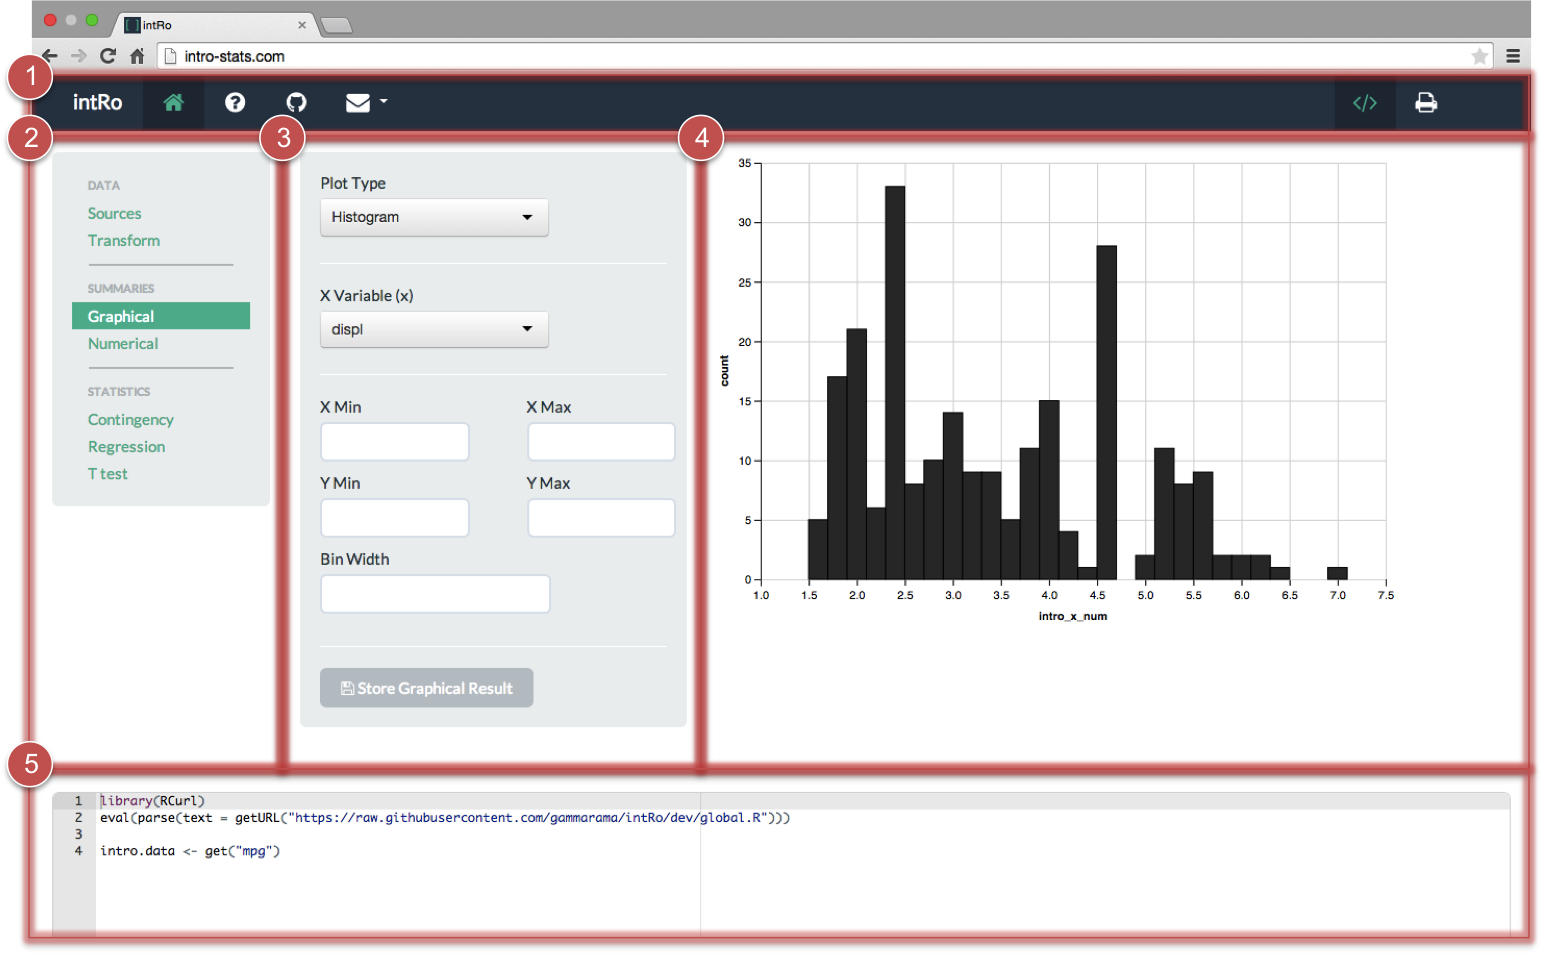 intRo
intro-stats.com
1
intRo
2
3
4
DATA
Sources
Transform
SUMMARIES
Graphical
Numerical
STATISTICS
Contingency
Regression
T test
Plot Type
Histogram
X Variable (x)
displ
X Min X Max
Y Min Y Max
Bin Width
Store Graphical Result
35
30
25
20
15
10
5
0
count
1.0 1.5 2.0 2.5 3.0 3.5 4.0 4.5 5.0 5.5 6.0 6.5 7.0 7.5
intro_x_num
5
1 library(RCurl)
2 eval(parse(text = getURL("https://raw.githubusercontent.com/gammarama/intRo/dev/global.R")))
3
4 intro.data <- get("mpg")